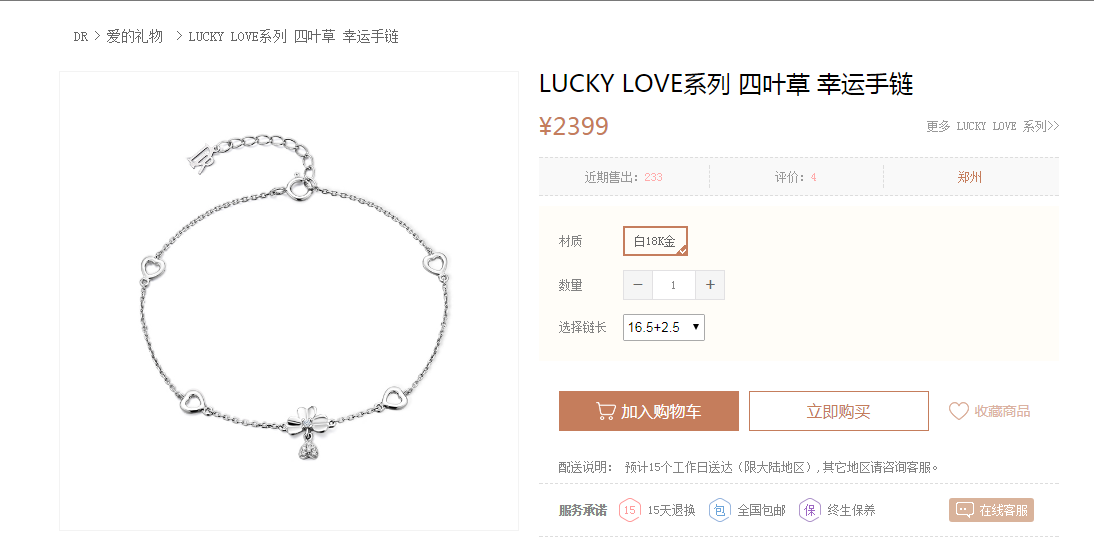 DR > 爱的礼物 > LUCKY LOVE系列 四叶草 幸运手链
LUCKY LOVE系列 四叶草 幸运手链
¥2399
更多 LUCKY LOVE 系列>>
近期售出：233 评价：4 郑州
材质 白18K金
数量 − 1 +
选择链长 16.5+2.5
加入购物车 立即购买 收藏商品
配送说明： 预计15个工作日送达（限大陆地区）,其它地区请咨询客服。
服务承诺 15 15天退换 包 全国包邮 保 终生保养 在线客服
DR